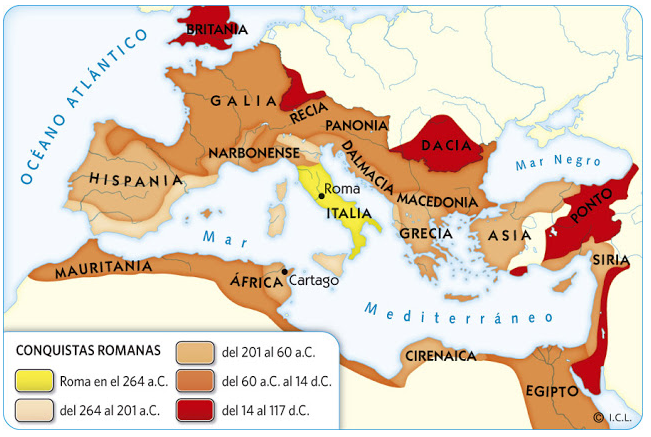 BRITANIA
OCÉANO ATLÁNTICO
GALIA
RECIA
PANONIA
DACIA
Mar Negro
NARBONENSE
DALMACIA
HISPANIA
Roma
ITALIA
MACEDONIA
PONTO
GRECIA
ASIA
Mar
SIRIA
MAURITANIA
ÁFRICA
Cartago
Mediterráneo
CIRENAICA
EGIPTO
CONQUISTAS ROMANAS
Roma en el 264 a.C.
del 264 al 201 a.C.
del 201 al 60 a.C.
del 60 a.C. al 14 d.C.
del 14 al 117 d.C.
© I.C.L.